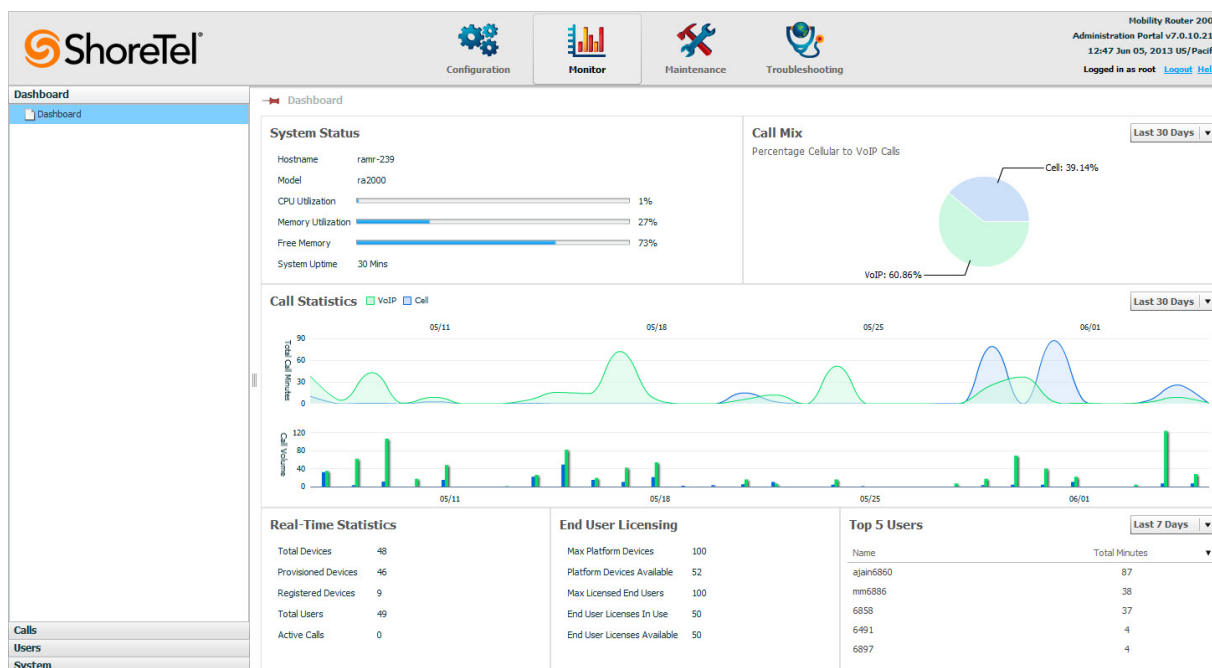 ShoreTel
Configuration
Monitor
Maintenance
Troubleshooting
Mobility Router 200
Administration Portal v7.0.10.21
12:47 Jun 05, 2013 US/Pacif
Logged in as root Logout Hel
Dashboard
Dashboard
Calls
Users
System
Dashboard
System Status
Hostname ramr-239
Model ra2000
CPU Utilization 1%
Memory Utilization 27%
Free Memory 73%
System Uptime 30 Mins
Call Mix
Last 30 Days
Percentage Cellular to VoIP Calls
Cell: 39.14%
VoIP: 60.86%
Call Statistics VoIP Cell
Last 30 Days
05/11 05/18 05/25 06/01
Total Call Minutes
90
60
30
0
Call Volume
120
80
40
0
05/11 05/18 05/25 06/01
Real-Time Statistics
Total Devices 48
Provisioned Devices 46
Registered Devices 9
Total Users 49
Active Calls 0
End User Licensing
Max Platform Devices 100
Platform Devices Available 52
Max Licensed End Users 100
End User Licenses In Use 50
End User Licenses Available 50
Top 5 Users
Last 7 Days
Name Total Minutes
ajain6860 87
mm6886 38
6858 37
6491 4
6897 4